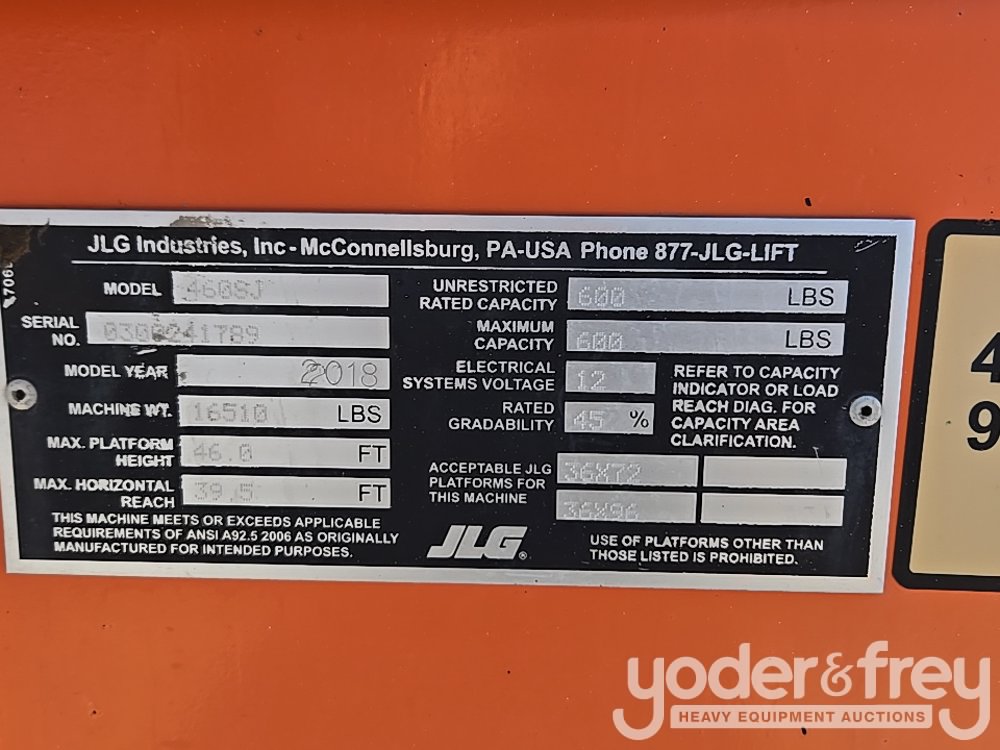 JLG Industries, Inc - McConnellsburg, PA-USA Phone 877-JLG-LIFT
MODEL 460SJ
SERIAL NO. 0300241789
MODEL YEAR 2018
MACHINE WT. 16510 LBS
MAX. PLATFORM HEIGHT 46.0 FT
MAX. HORIZONTAL REACH 39.5 FT
THIS MACHINE MEETS OR EXCEEDS APPLICABLE
REQUIREMENTS OF ANSI A92.5 2006 AS ORIGINALLY
MANUFACTURED FOR INTENDED PURPOSES.
UNRESTRICTED RATED CAPACITY 600 LBS
MAXIMUM CAPACITY 600 LBS
ELECTRICAL SYSTEMS VOLTAGE 12
RATED GRADABILITY 45 %
REFER TO CAPACITY
INDICATOR OR LOAD
REACH DIAG. FOR
CAPACITY AREA
CLARIFICATION.
ACCEPTABLE JLG
PLATFORMS FOR
THIS MACHINE
36X72
36X96
JLG®
USE OF PLATFORMS OTHER THAN
THOSE LISTED IS PROHIBITED.
4
9
yoder&frey
HEAVY EQUIPMENT AUCTIONS